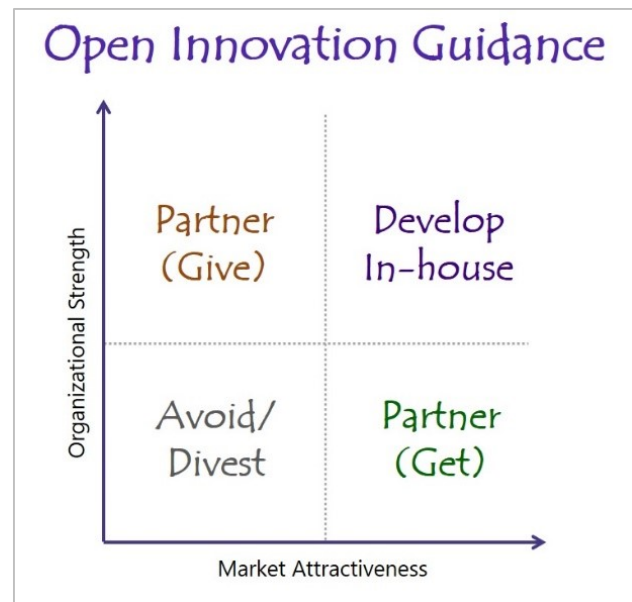 Open Innovation Guidance
Organizational Strength
Partner
(Give)
Develop
In-house
Avoid/
Divest
Partner
(Get)
Market Attractiveness